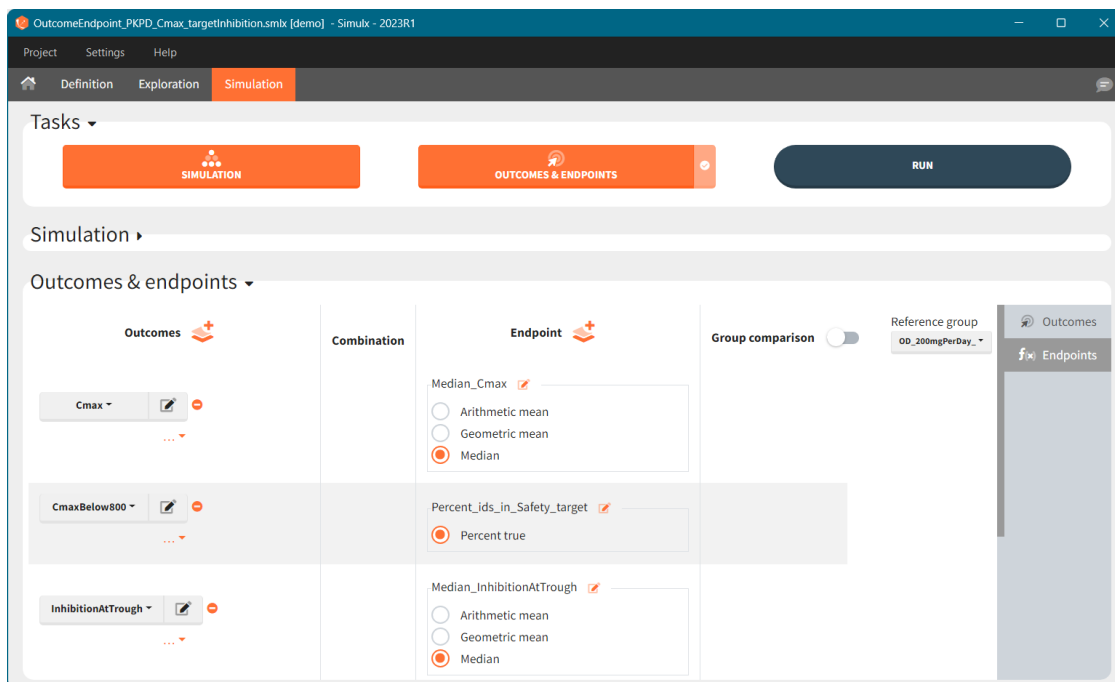 OutcomeEndpoint_PKPD_Cmax_targetInhibition.smlx [demo] - Simulx - 2023R1
Project Settings Help
Definition Exploration Simulation
Tasks
SIMULATION
OUTCOMES & ENDPOINTS
RUN
Simulation
Outcomes & endpoints
Outcomes
Combination
Endpoint
Group comparison
Reference group
OD_200mgPerDay_
Outcomes
f(x) Endpoints
Cmax
...
Median_Cmax
Arithmetic mean
Geometric mean
Median
CmaxBelow800
...
Percent_ids_in_Safety_target
Percent true
InhibitionAtTrough
...
Median_InhibitionAtTrough
Arithmetic mean
Geometric mean
Median